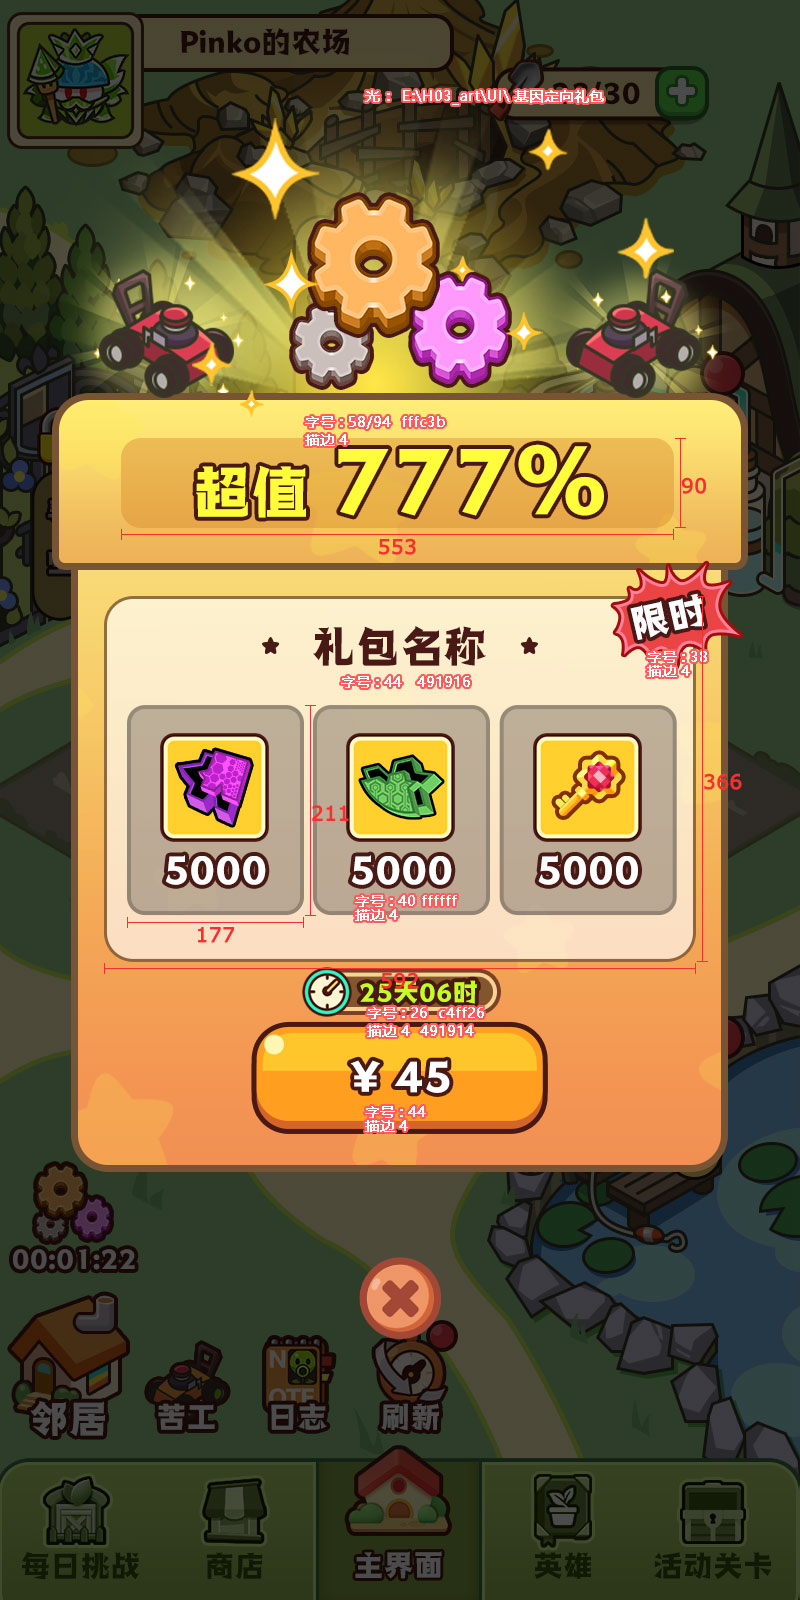 Pinko的农场
光： E:\H03_art\UI\基因定向礼包
/30
字号:58/94 fffc3b
描边 4
超值 777%
90
553
限时
字号:38
描边 4
礼包名称
字号:44 491916
366
211
5000
5000
5000
字号:40 ffffff
描边 4
177
592
25天06时
字号:26 c4ff26
描边 4 491914
¥ 45
字号:44
描边 4
00:01:22
NOTE
邻居
苦工
日志
刷新
每日挑战
商店
主界面
英雄
活动关卡